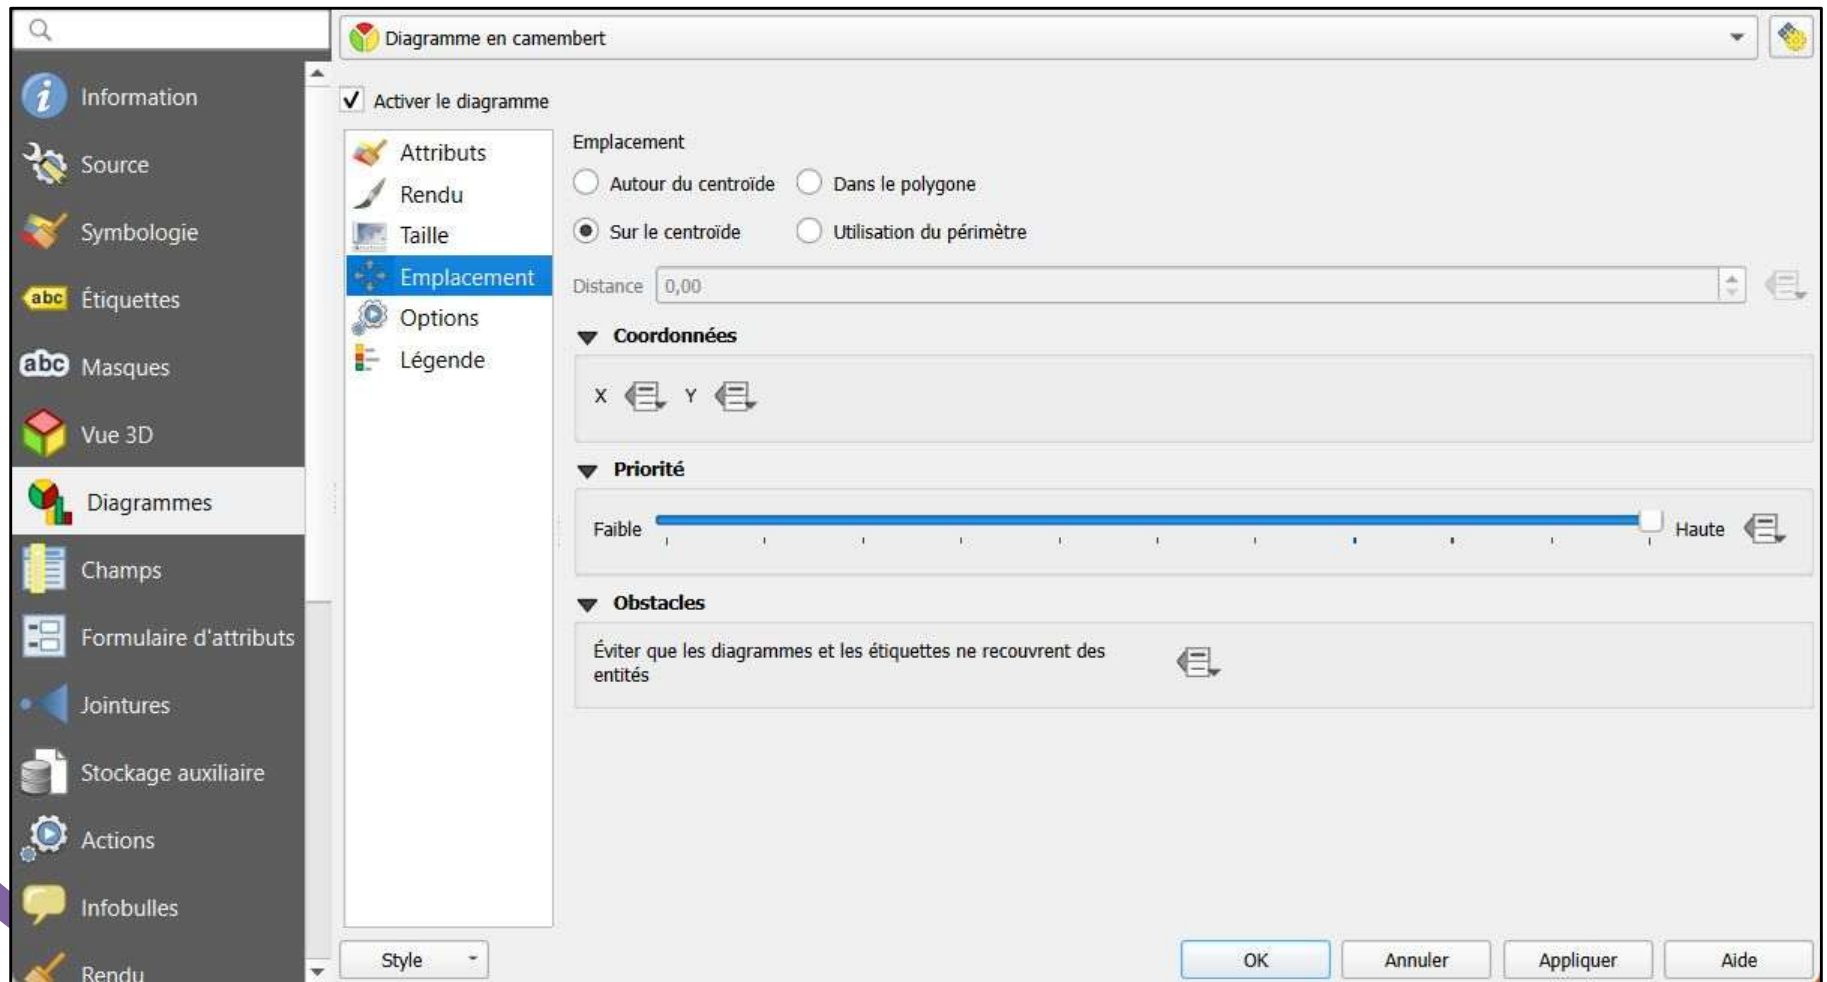 Diagramme en camembert
Information
Source
Symbologie
abc Étiquettes
abc Masques
Vue 3D
Diagrammes
Champs
Formulaire d'attributs
Jointures
Stockage auxiliaire
Actions
Infobulles
Rendu
Activer le diagramme
Attributs
Rendu
Taille
Emplacement
Options
Légende
Emplacement
Autour du centroïde Dans le polygone
Sur le centroïde Utilisation du périmètre
Distance 0,00
Coordonnées
X Y
Priorité
Faible Haute
Obstacles
Éviter que les diagrammes et les étiquettes ne recouvrent des
entités
Style OK Annuler Appliquer Aide